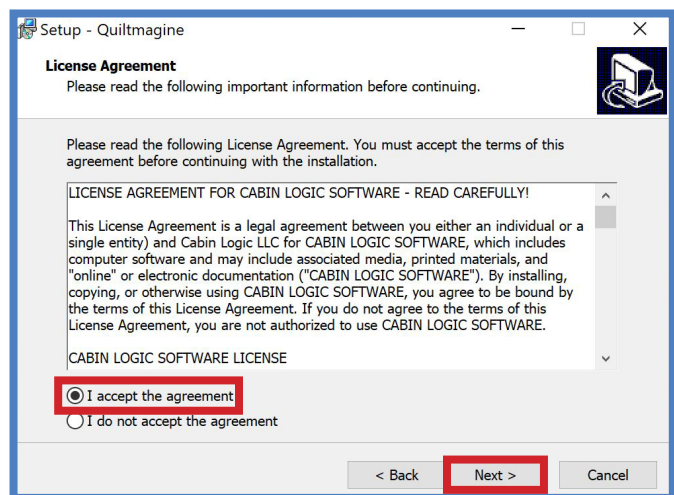 Setup - Quiltmagine
License Agreement
Please read the following important information before continuing.
Please read the following License Agreement. You must accept the terms of this
agreement before continuing with the installation.
LICENSE AGREEMENT FOR CABIN LOGIC SOFTWARE - READ CAREFULLY!
This License Agreement is a legal agreement between you either an individual or a
single entity) and Cabin Logic LLC for CABIN LOGIC SOFTWARE, which includes
computer software and may include associated media, printed materials, and
"online" or electronic documentation ("CABIN LOGIC SOFTWARE"). By installing,
copying, or otherwise using CABIN LOGIC SOFTWARE, you agree to be bound by
the terms of this License Agreement. If you do not agree to the terms of this
License Agreement, you are not authorized to use CABIN LOGIC SOFTWARE.
CABIN LOGIC SOFTWARE LICENSE
I accept the agreement
I do not accept the agreement
< Back Next > Cancel